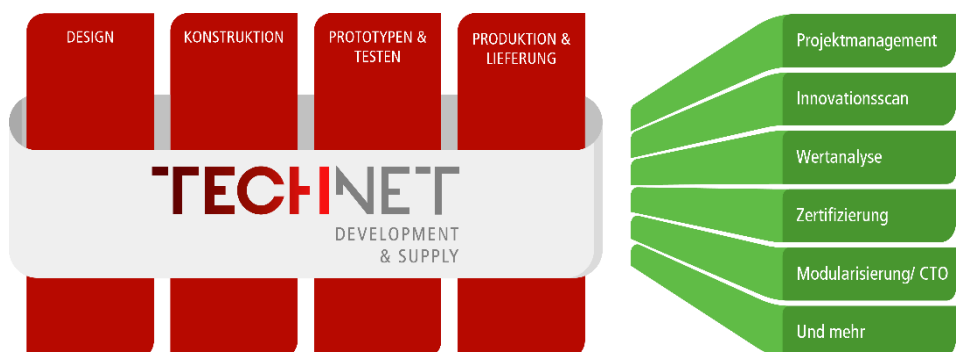 DESIGN
KONSTRUKTION
PROTOTYPEN &
TESTEN
PRODUKTION &
LIEFERUNG
TECHNET
DEVELOPMENT
& SUPPLY
Projektmanagement
Innovationsscan
Wertanalyse
Zertifizierung
Modularisierung/ CTO
Und mehr